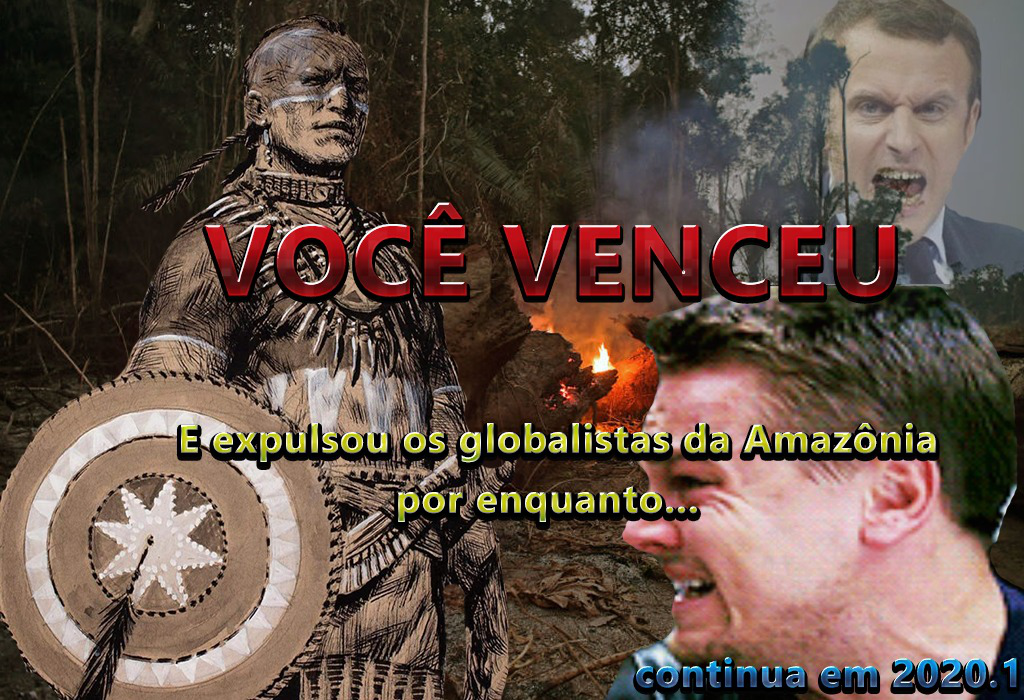 VOCÊ VENCEU
E expulsou os globalistas da Amazônia
por enquanto...
continua em 2020.1